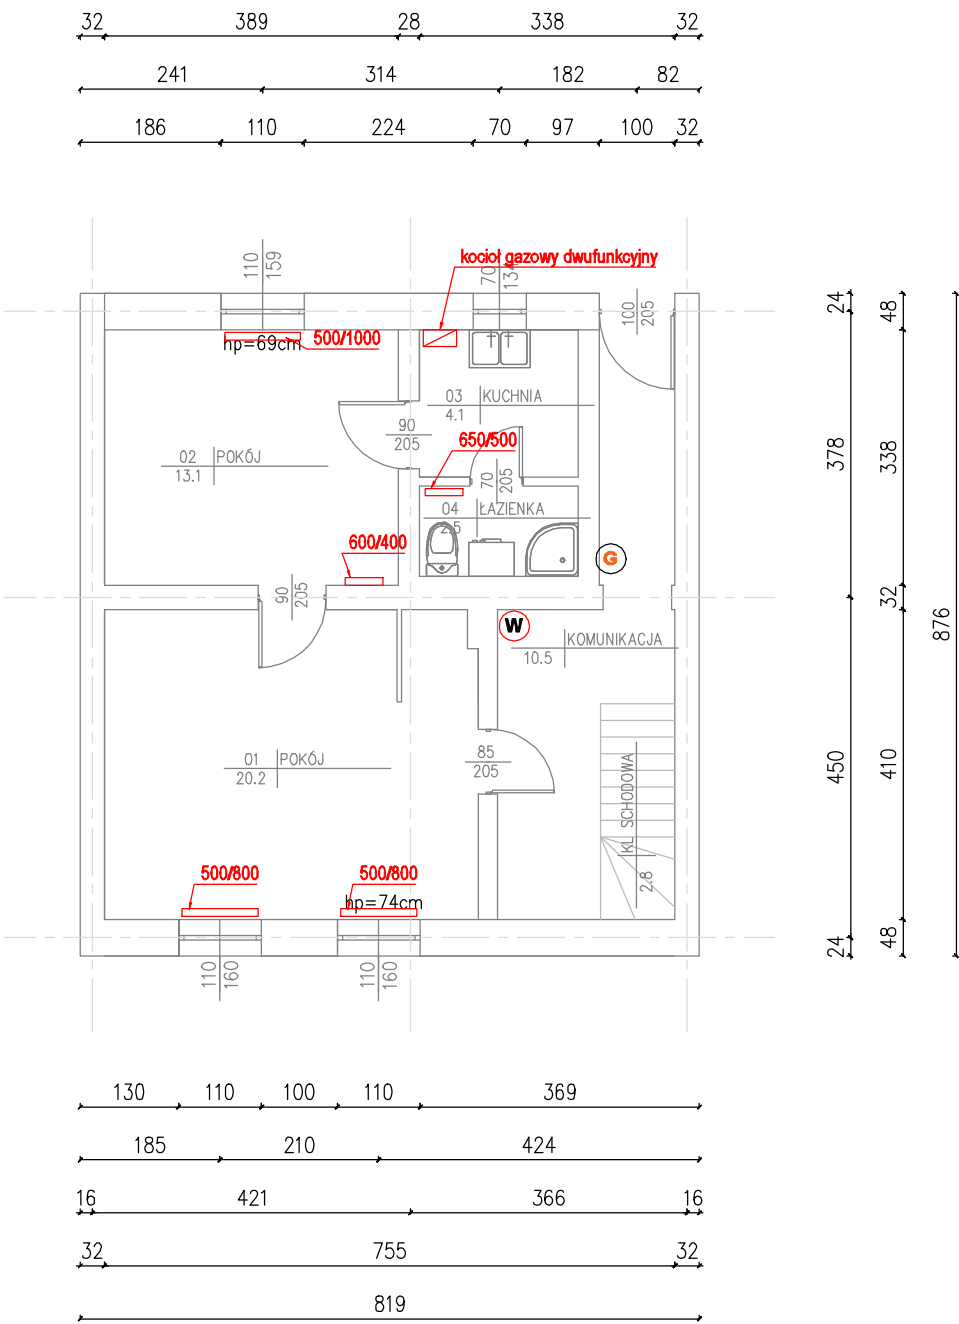 32 389 28 338 32
241 314 182 82
186 110 224 70 97 100 32
kocioł gazowy dwufunkcyjny
110
159
70
134
100
205
500/1000
hp=69cm
03 KUCHNIA
4.1
90
205
650/500
02 POKÓJ
13.1
70
205
04 ŁAZIENKA
2.5
600/400
G
90
205
W
KOMUNIKACJA
10.5
01 POKÓJ
20.2
85
205
KL SCHODOWA
2.8
500/800
500/800
hp=74cm
110
160
110
160
24
378
450
24
48
338
32
410
48
876
130 110 100 110 369
185 210 424
16 421 366 16
32 755 32
819